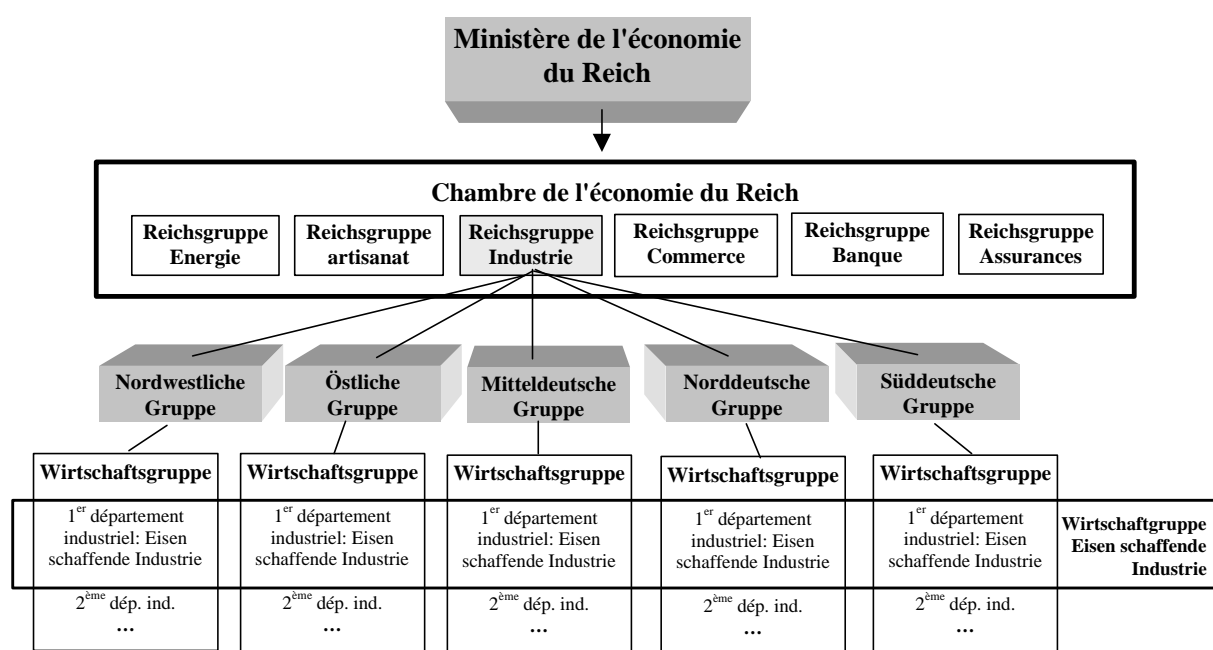 Ministère de l'économie
du Reich
Chambre de l'économie du Reich
Reichsgruppe
Energie
Reichsgruppe
artisanat
Reichsgruppe
Industrie
Reichsgruppe
Commerce
Reichsgruppe
Banque
Reichsgruppe
Assurances
Nordwestliche
Gruppe
Östliche
Gruppe
Mitteldeutsche
Gruppe
Norddeutsche
Gruppe
Süddeutsche
Gruppe
Wirtschaftsgruppe
1er département
industriel: Eisen
schaffende Industrie
2ème dép. ind.
...
Wirtschaftsgruppe
1er département
industriel: Eisen
schaffende Industrie
2ème dép. ind.
...
Wirtschaftsgruppe
1er département
industriel: Eisen
schaffende Industrie
2ème dép. ind.
...
Wirtschaftsgruppe
1er département
industriel: Eisen
schaffende Industrie
2ème dép. ind.
...
Wirtschaftsgruppe
1er département
industriel: Eisen
schaffende Industrie
2ème dép. ind.
...
Wirtschaftgruppe
Eisen schaffende
Industrie